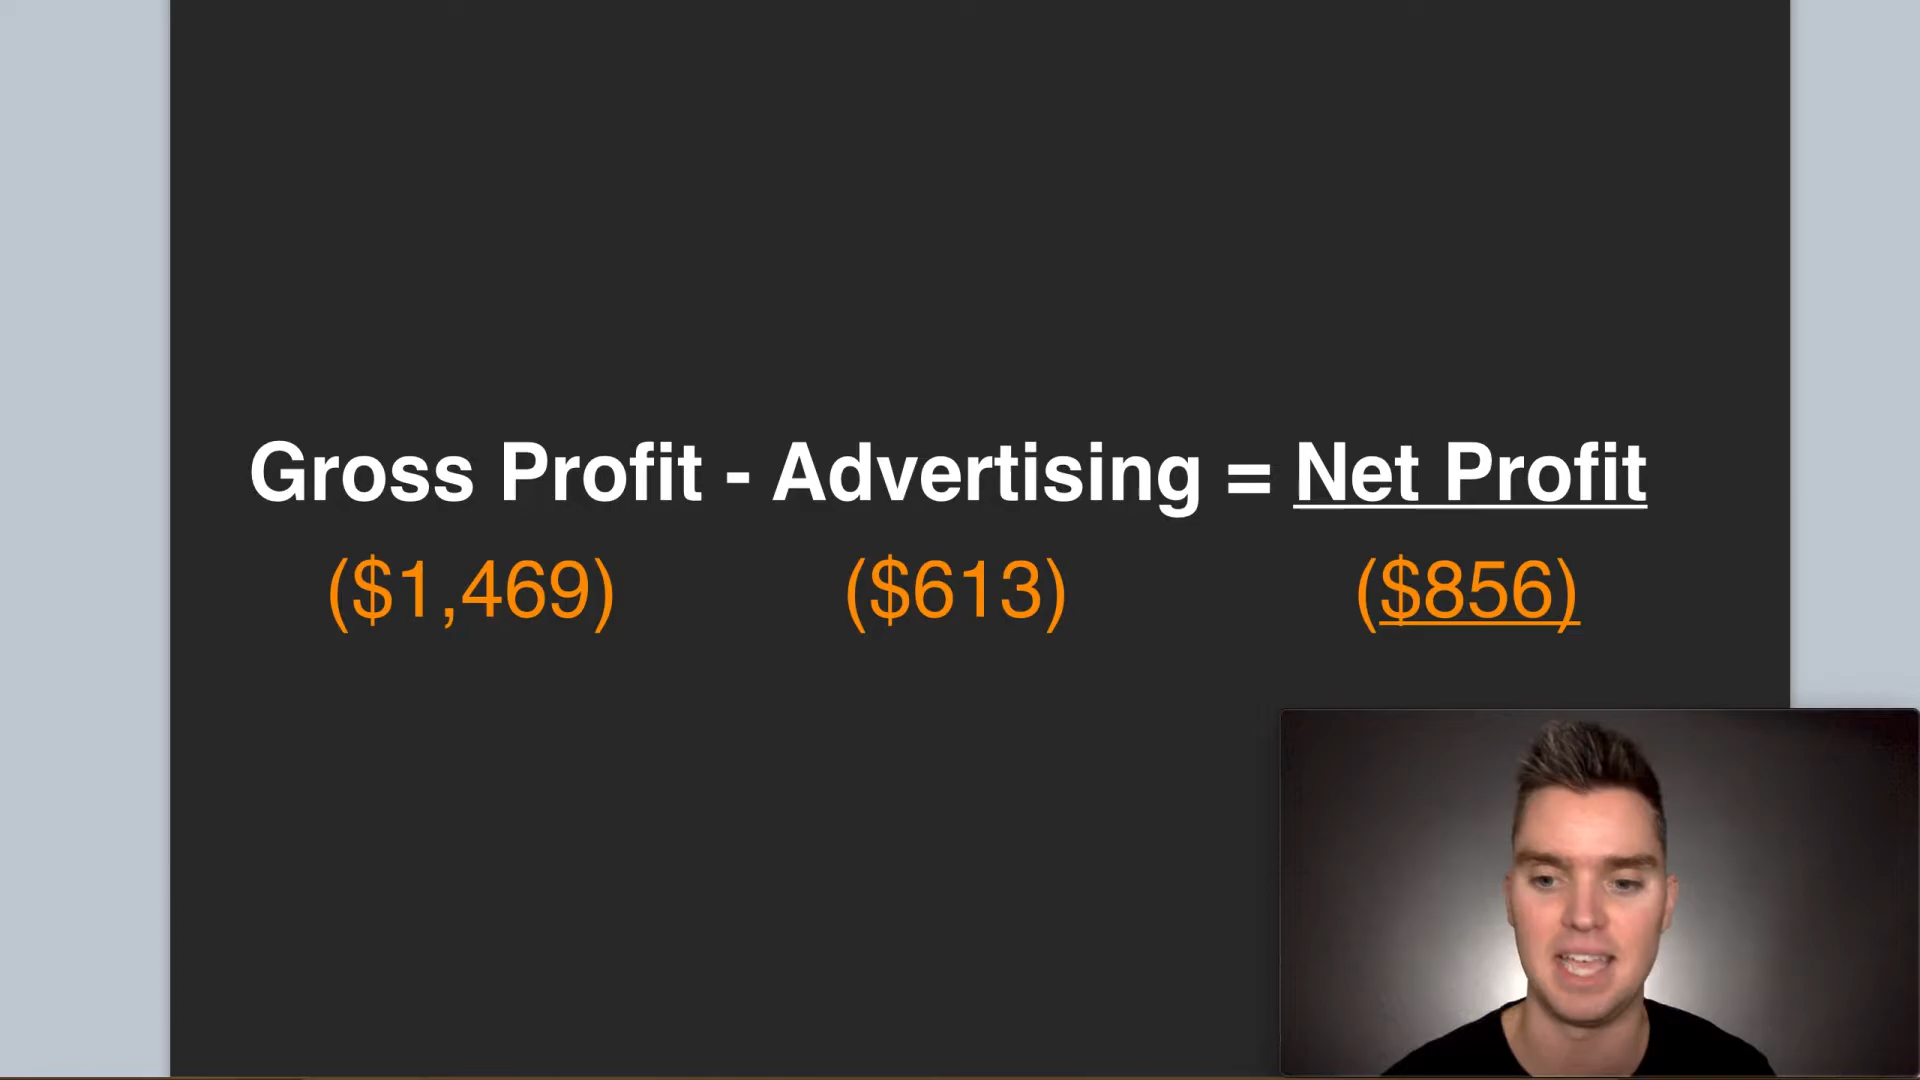 Gross Profit - Advertising = Net Profit
($1,469) ($613) ($856)